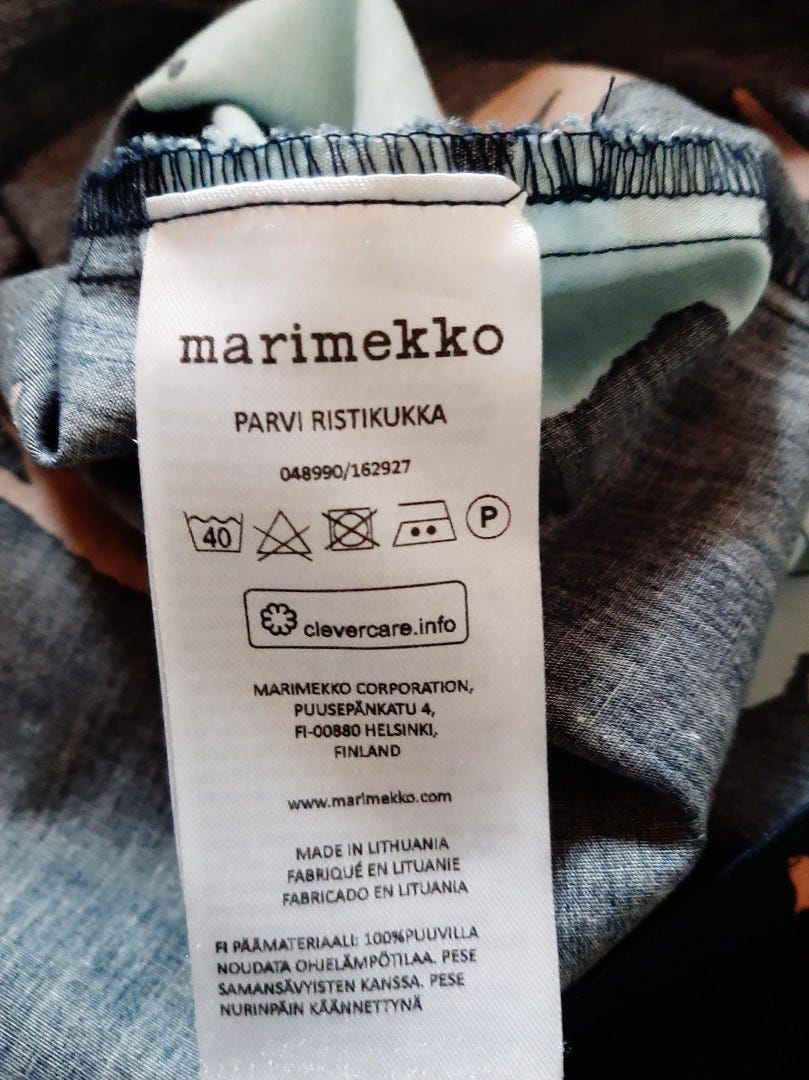 marimekko
PARVI RISTIKUKKA
048990/162927
40 P
clevercare.info
MARIMEKKO CORPORATION,
PUUSEPÄNKATU 4,
FI-00880 HELSINKI,
FINLAND
www.marimekko.com
MADE IN LITHUANIA
FABRIQUÉ EN LITUANIE
FABRICADO EN LITUANIA
FI PÄÄMATERIAALI: 100%PUUVILLA
NOUDATA OHJELÄMPÖTILAA. PESE
SAMANSÄVYISTEN KANSSA. PESE
NURINPÄIN KÄÄNNETTYNÄ